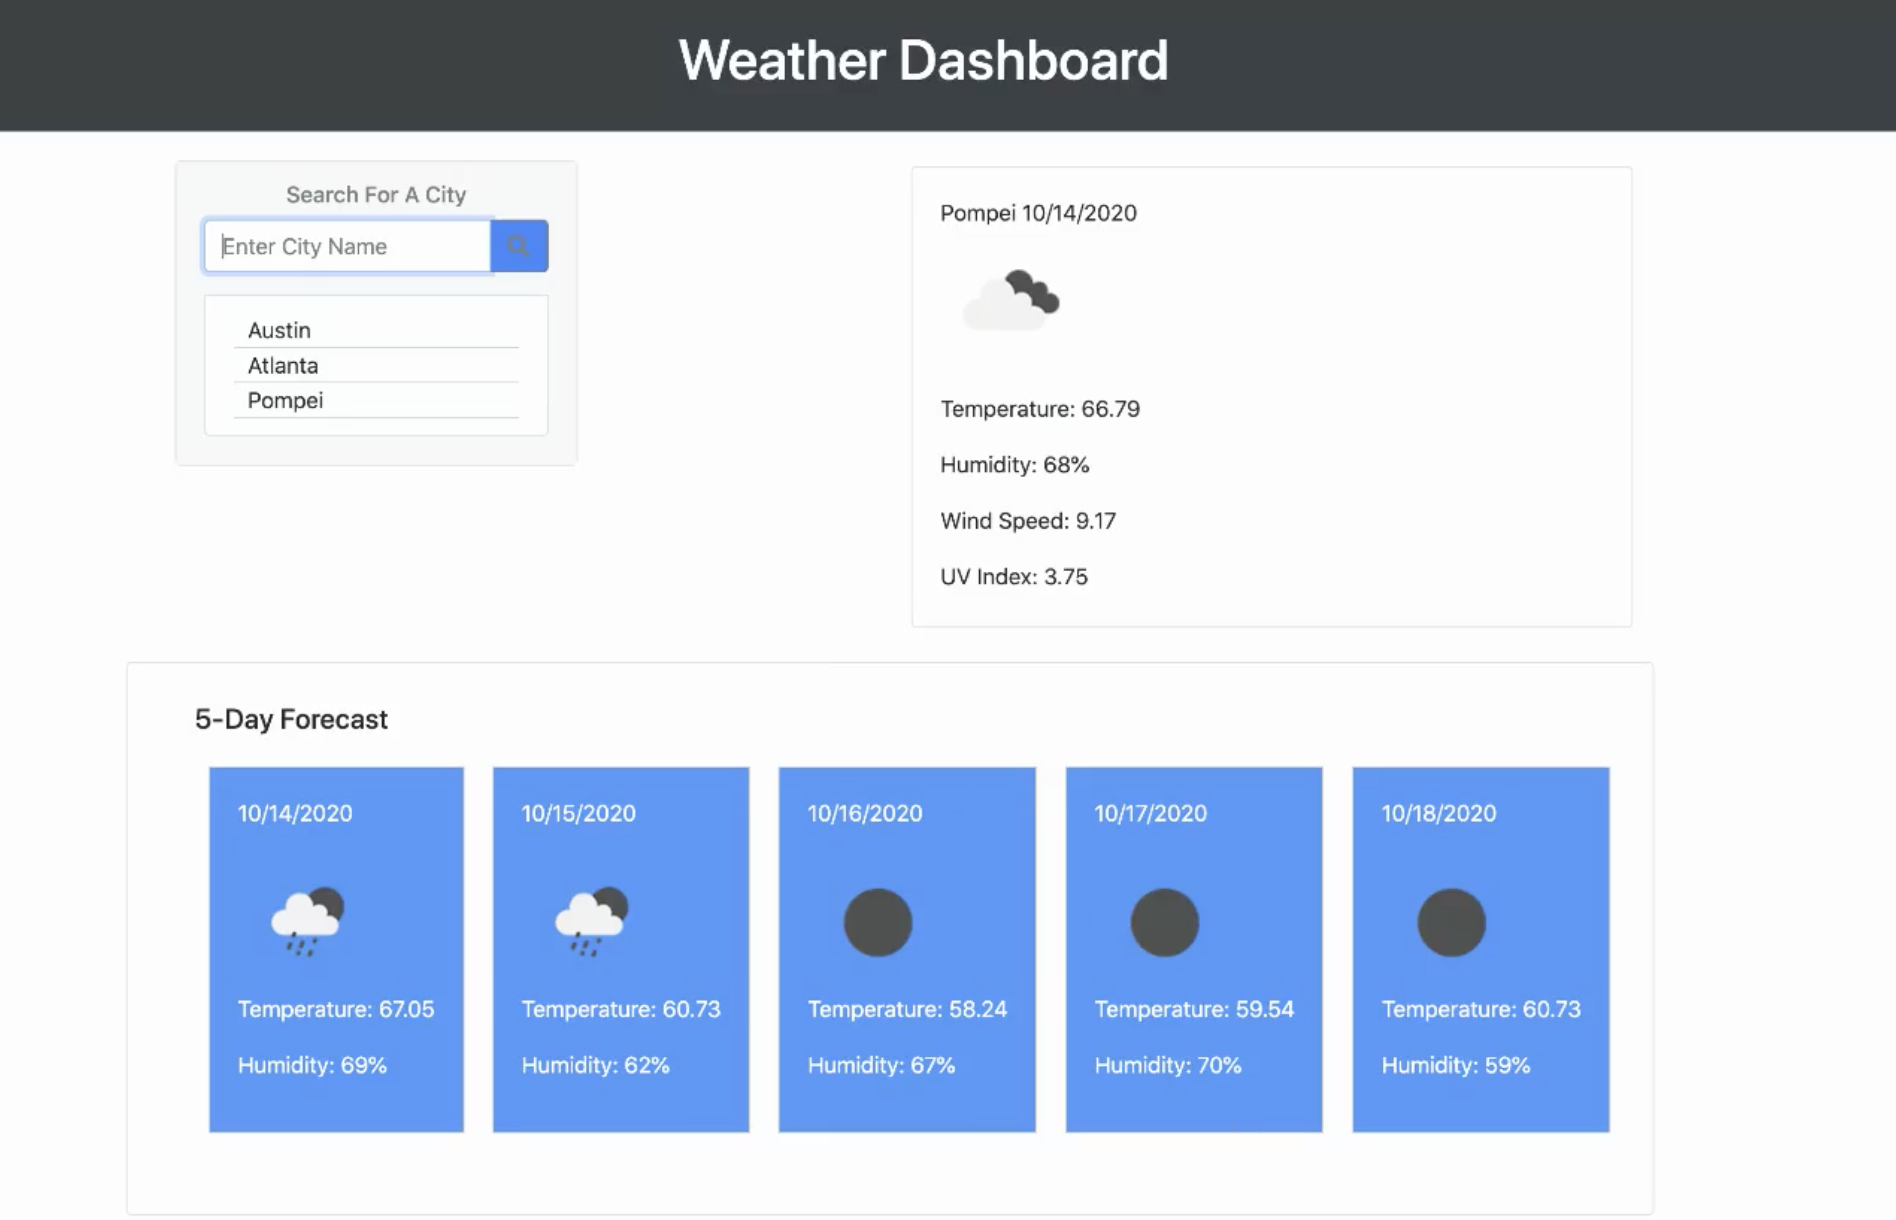 Weather Dashboard
Search For A City
Enter City Name
Austin
Atlanta
Pompei
Pompei 10/14/2020
Temperature: 66.79
Humidity: 68%
Wind Speed: 9.17
UV Index: 3.75
5-Day Forecast
10/14/2020
Temperature: 67.05
Humidity: 69%
10/15/2020
Temperature: 60.73
Humidity: 62%
10/16/2020
Temperature: 58.24
Humidity: 67%
10/17/2020
Temperature: 59.54
Humidity: 70%
10/18/2020
Temperature: 60.73
Humidity: 59%